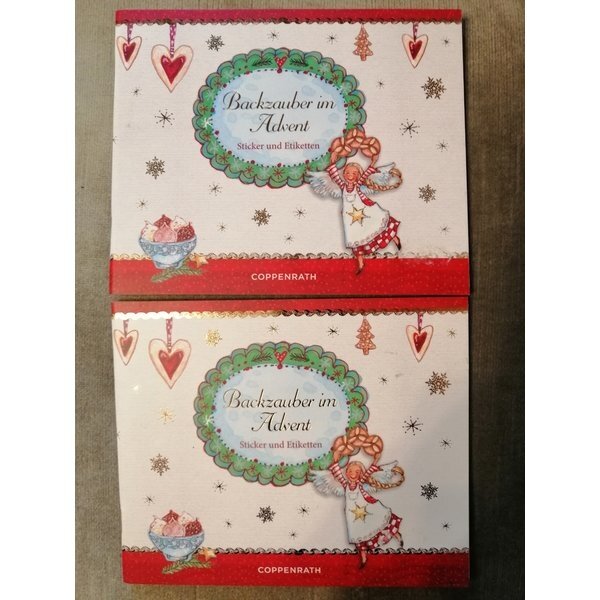 Backzauber im
Advent
Sticker und Etiketten
COPPENRATH
Backzauber im
Advent
Sticker und Etiketten
COPPENRATH